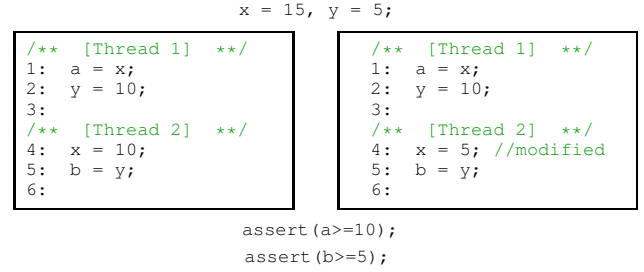 x = 15, y = 5;
/** [Thread 1] **/
1: a = x;
2: y = 10;
3:
/** [Thread 2] **/
4: x = 10;
5: b = y;
6:
/** [Thread 1] **/
1: a = x;
2: y = 10;
3:
/** [Thread 2] **/
4: x = 5; //modified
5: b = y;
6:
assert(a>=10);
assert(b>=5);